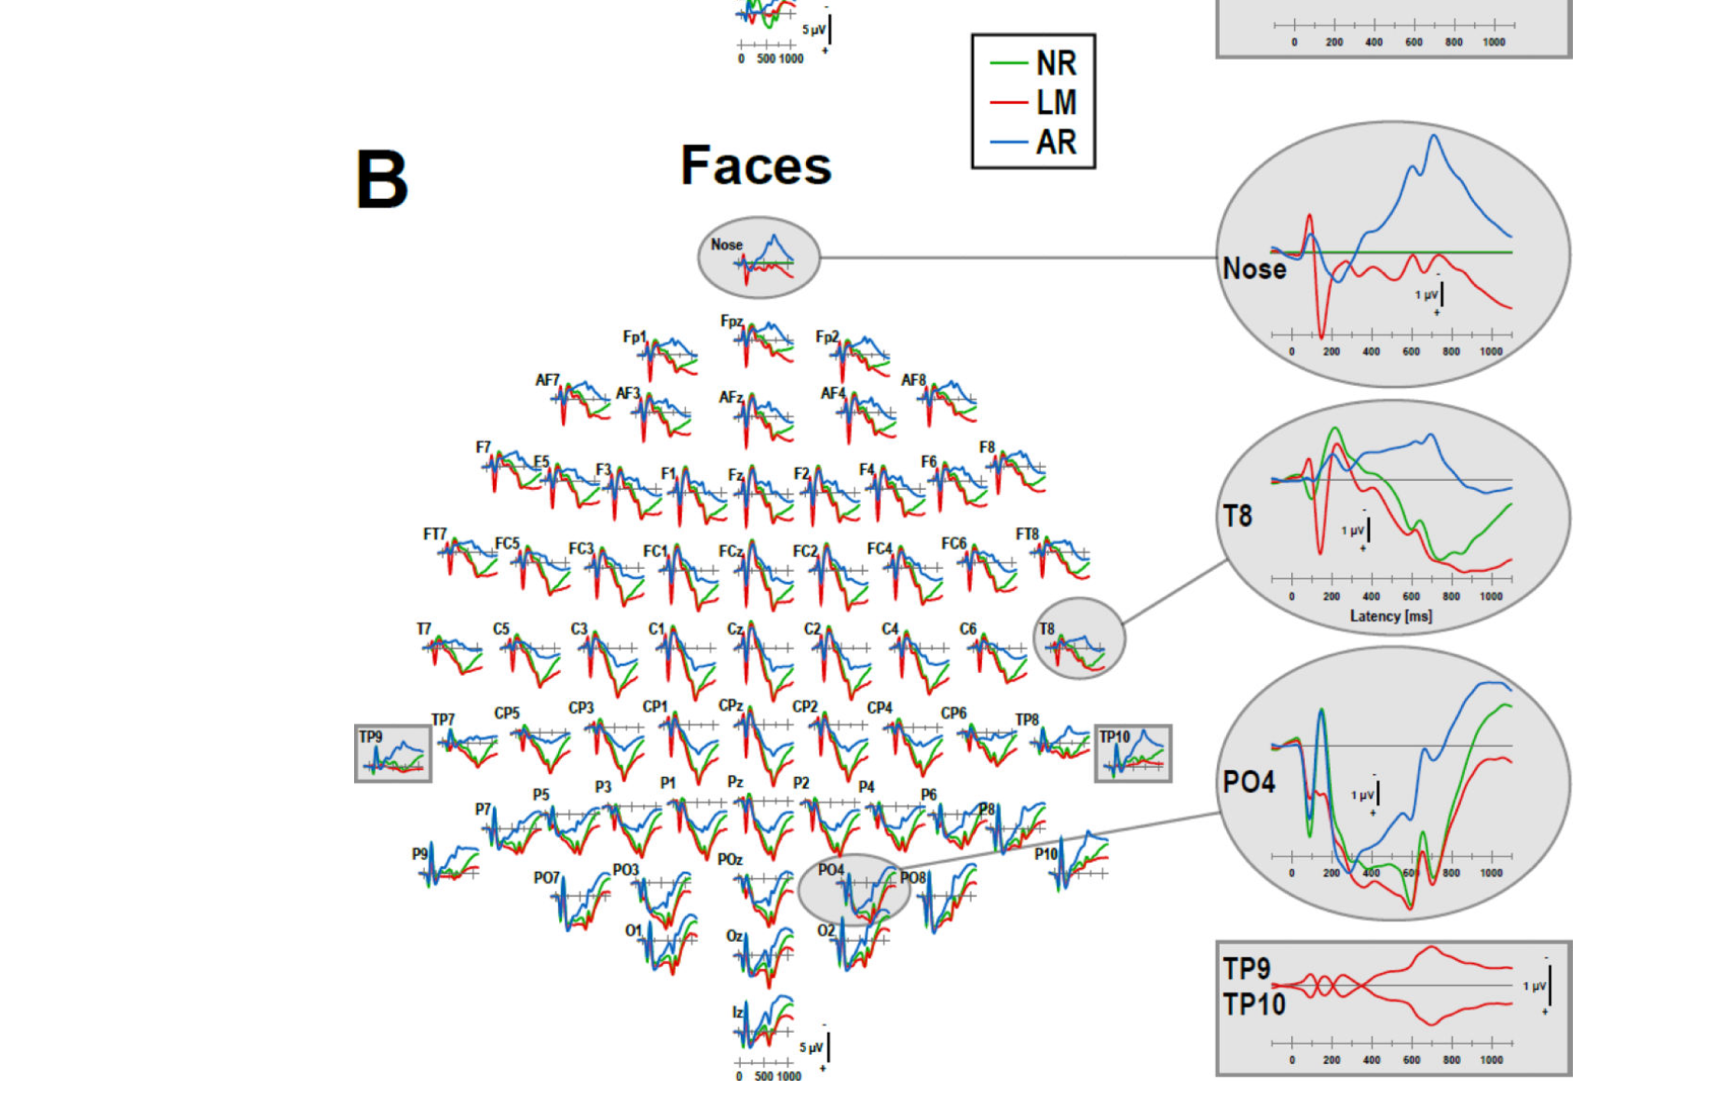 5 µV
-
+
0 500 1000
0 200 400 600 800 1000
NR
LM
AR
B
Faces
Nose
Fp1
Fpz
Fp2
AF7
AF3
AFz
AF4
AF8
F7
F5
F3
F1
Fz
F2
F4
F6
F8
FT7
FC5
FC3
FC1
FCz
FC2
FC4
FC6
FT8
T7
C5
C3
C1
Cz
C2
C4
C6
T8
TP9
TP7
CP5
CP3
CP1
CPz
CP2
CP4
CP6
TP8
TP10
P9
P7
P5
P3
P1
Pz
P2
P4
P6
P8
P10
PO7
PO3
POz
PO4
PO8
O1
Oz
O2
Iz
-
5 µV
+
0 500 1000
Nose
-
1 µV
+
0 200 400 600 800 1000
T8
-
1 µV
+
0 200 400 600 800 1000
Latency [ms]
PO4
-
1 µV
+
0 200 400 600 800 1000
TP9
TP10
-
1 µV
+
0 200 400 600 800 1000